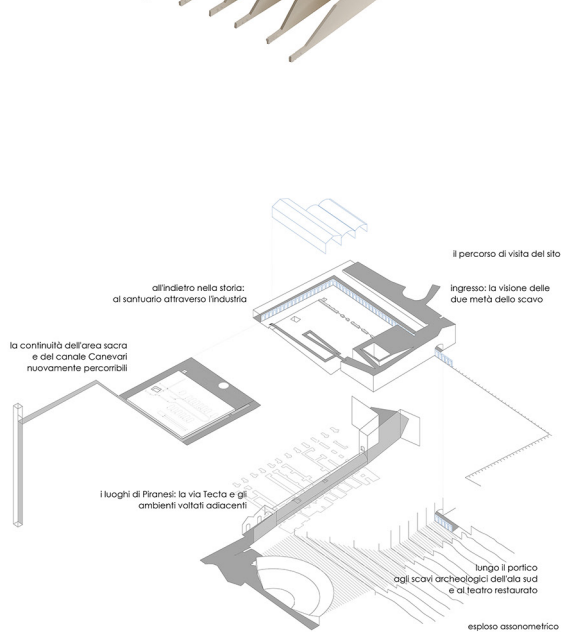 il percorso di visita del sito
all'indietro nella storia:
al santuario attraverso l'industria
ingresso: la visione delle
due metà dello scavo
la continuità dell'area sacra
e del canale Canevari
nuovamente percorribili
i luoghi di Piranesi: la via Tecta e gli
ambienti voltati adiacenti
lungo il portico
agli scavi archeologici dell'ala sud
e al teatro restaurato
esploso assonometrico